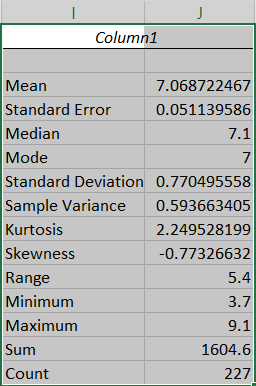 I J
Column1
Mean 7.068722467
Standard Error 0.051139586
Median 7.1
Mode 7
Standard Deviation 0.770495558
Sample Variance 0.593663405
Kurtosis 2.249528199
Skewness -0.77326632
Range 5.4
Minimum 3.7
Maximum 9.1
Sum 1604.6
Count 227